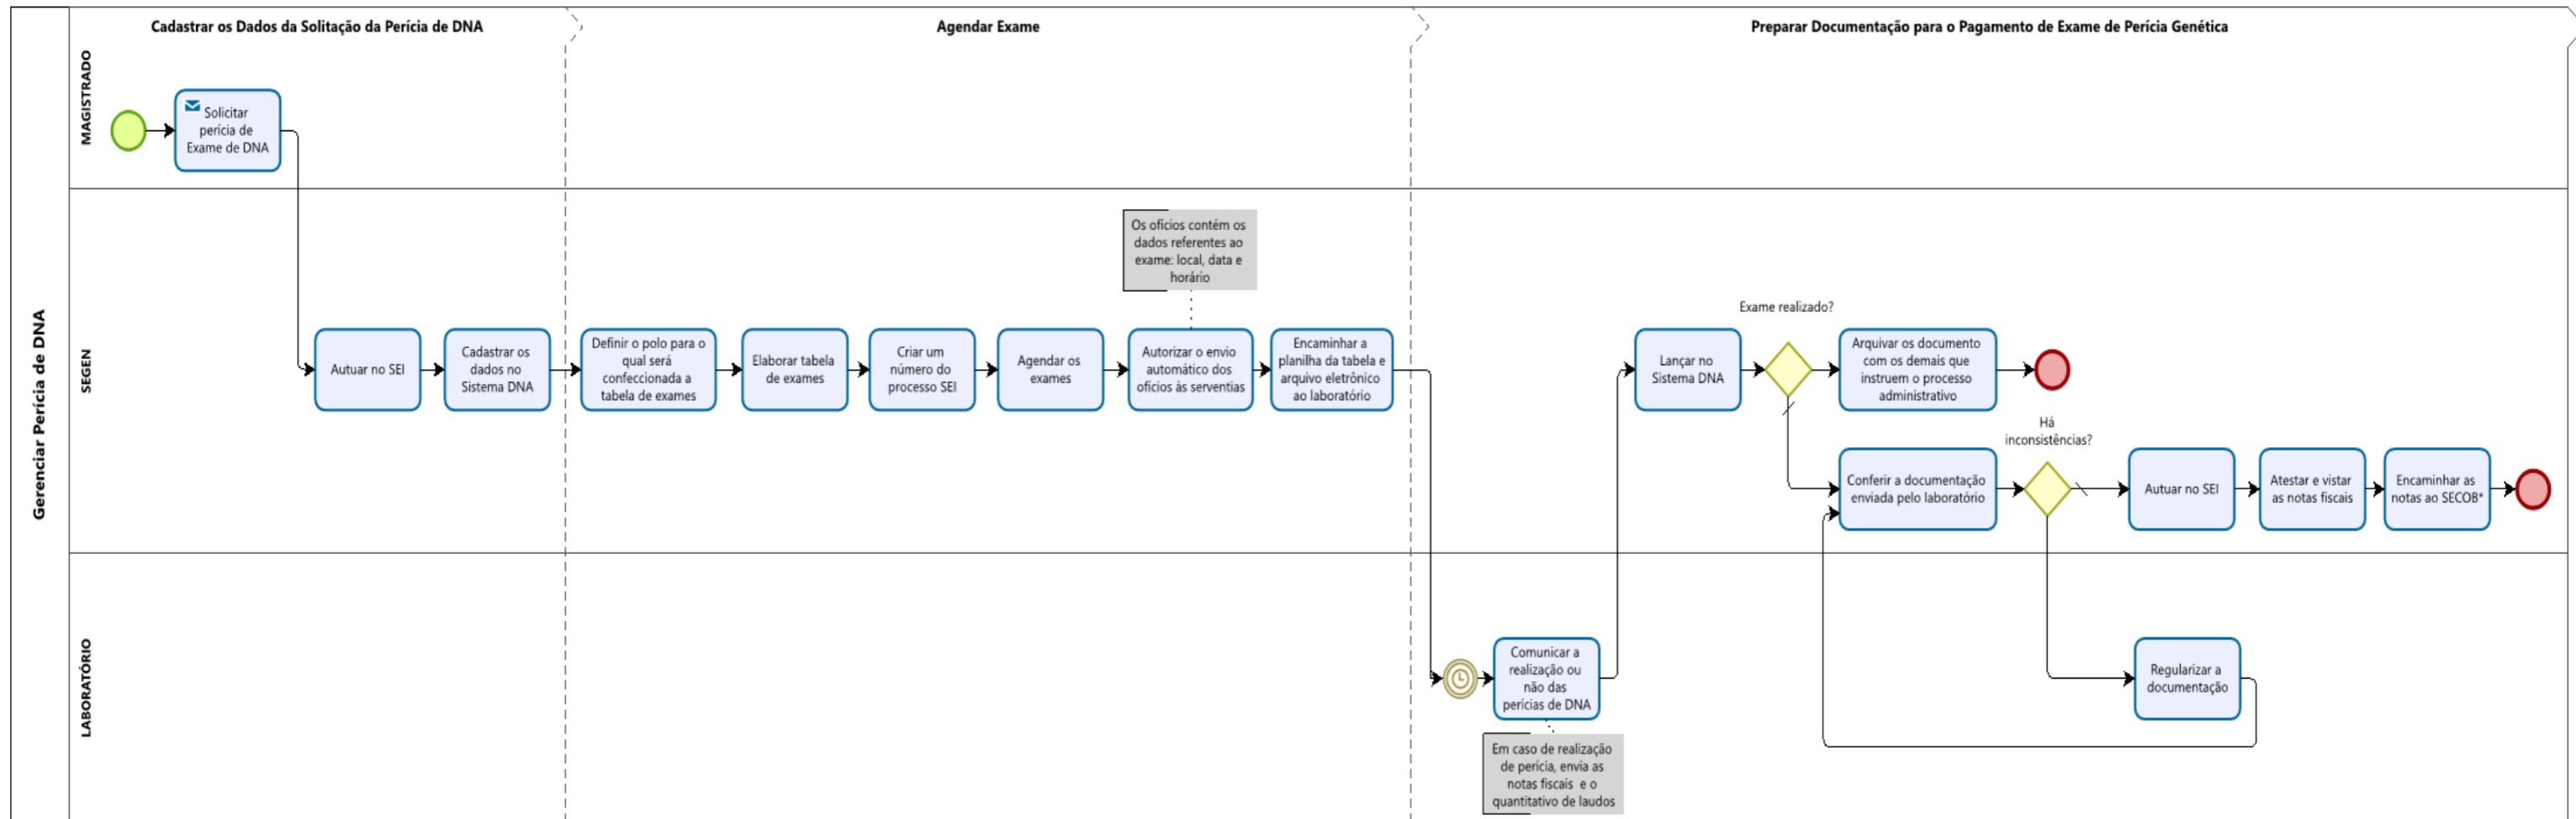 Cadastrar os Dados da Solitação da Perícia de DNA
Agendar Exame
Preparar Documentação para o Pagamento de Exame de Perícia Genética
Gerenciar Perícia de DNA
MAGISTRADO
Solicitar
perícia de
Exame de DNA
SEGEN
Os ofícios contém os
dados referentes ao
exame: local, data e
horário
Autuar no SEI
Cadastrar os
dados no
Sistema DNA
Definir o polo para o
qual será
confeccionada a
tabela de exames
Elaborar tabela
de exames
Criar um
número do
processo SEI
Agendar os
exames
Autorizar o envio
automático dos
ofícios às serventias
Encaminhar a
planilha da tabela e
arquivo eletrônico
ao laboratório
Lançar no
Sistema DNA
Exame realizado?
Arquivar os documento
com os demais que
instruem o processo
administrativo
Há
inconsistências?
Conferir a documentação
enviada pelo laboratório
Autuar no SEI
Atestar e vistar
as notas fiscais
Encaminhar as
notas ao SECOB*
LABORATÓRIO
Comunicar a
realização ou
não das
perícias de DNA
Regularizar a
documentação
Em caso de realização
de perícia, envia as
notas fiscais e o
quantitativo de laudos